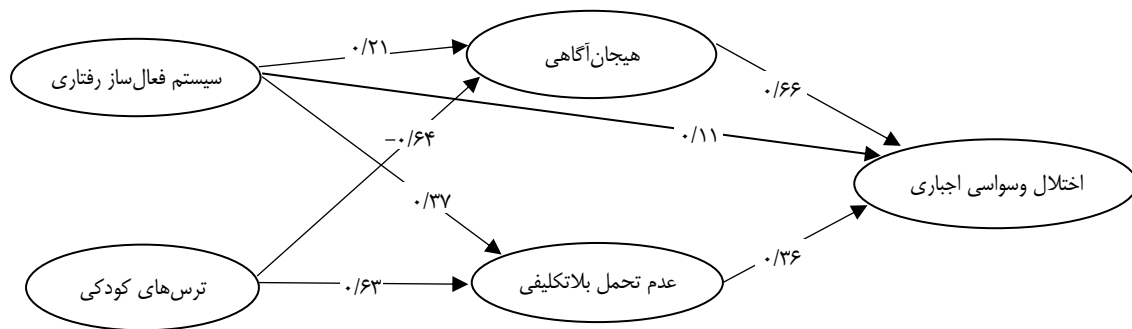 ۰/۲۱
هیجان‌آگاهی
سیستم فعال‌ساز رفتاری
۰/۶۶
۰/۱۱
−۰/۶۴
اختلال وسواسی اجباری
۰/۳۷
۰/۳۶
عدم تحمل بلاتکلیفی
ترس‌های کودکی
۰/۶۳